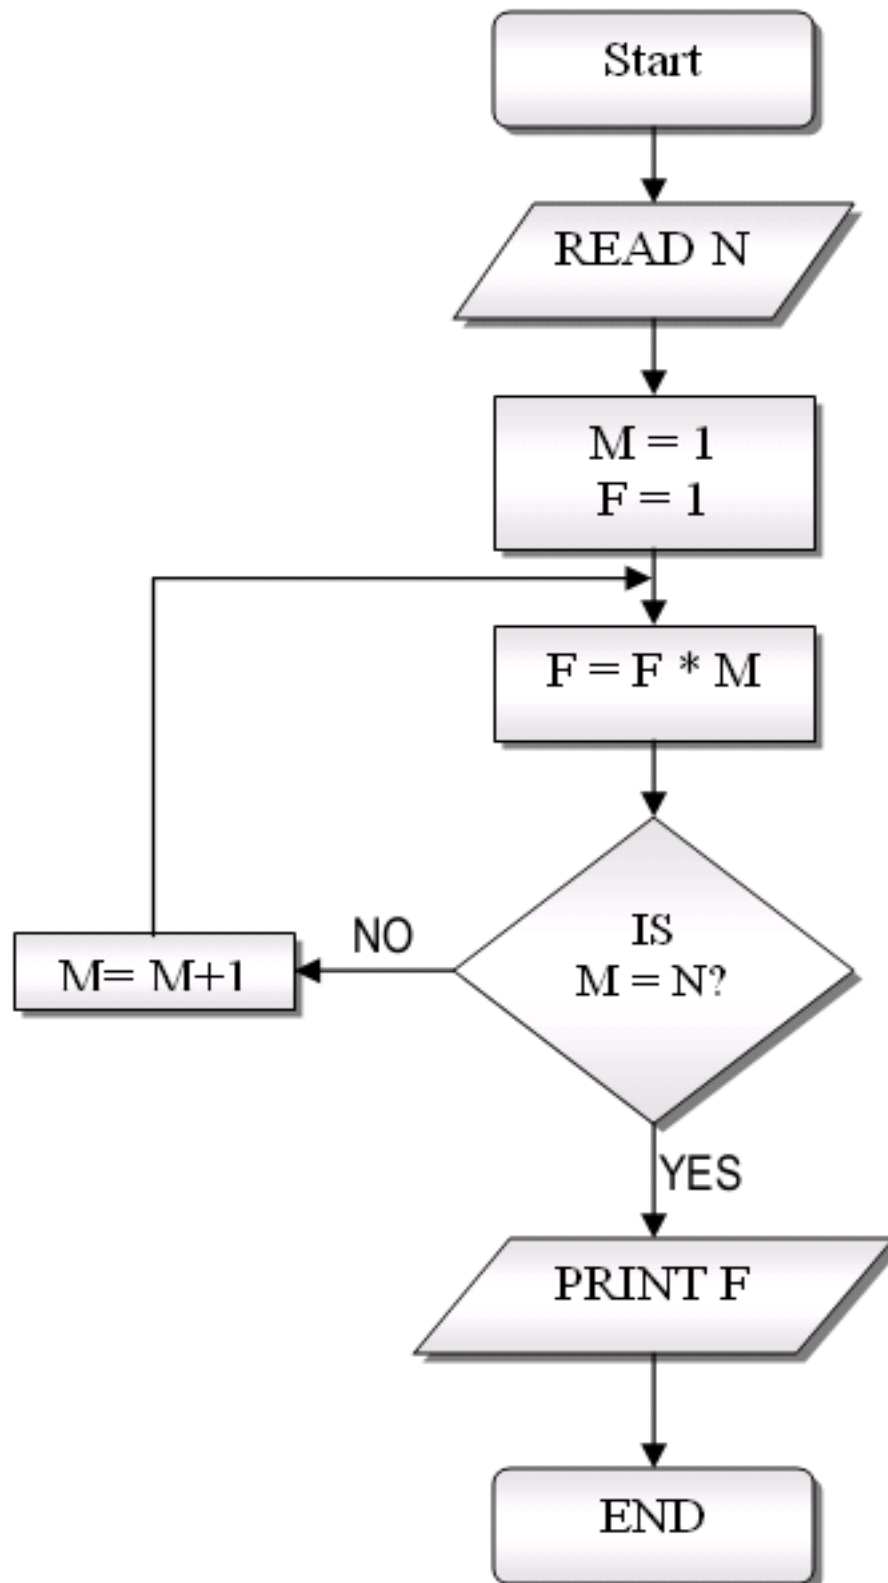 Start
READ N
M = 1
F = 1
F = F * M
IS
M = N?
NO
M= M+1
YES
PRINT F
END